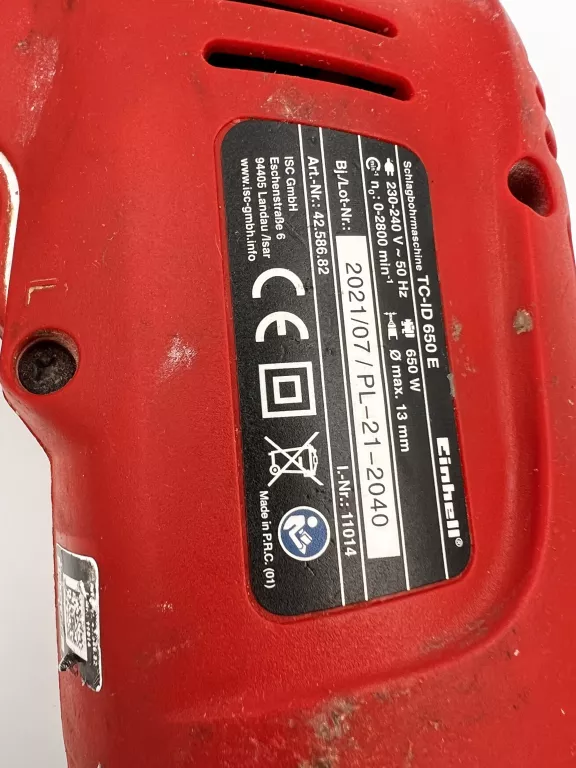 Einhell®
Schlagbohrmaschine TC-ID 650 E
230-240 V ~ 50 Hz 650 W
n₀: 0-2800 min⁻¹ Ø max. 13 mm
Bj./Lot-Nr.: 2021/07/PL-21-2040
Art.-Nr.: 42.586.82 I.-Nr.: 11014
ISC GmbH
Eschenstraße 6
94405 Landau /Isar
www.isc-gmbh.info
CE
Made in P.R.C. (01)
L